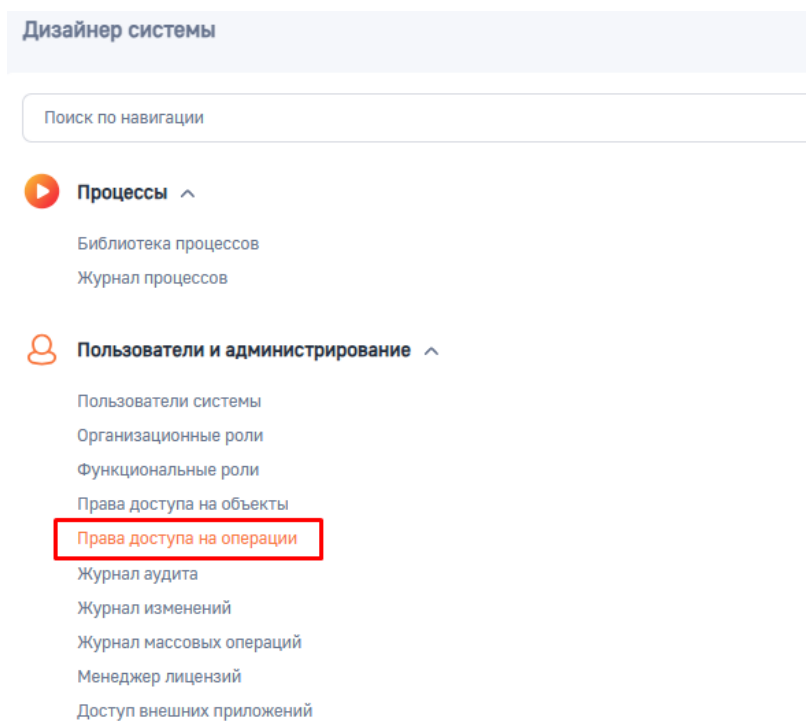 Дизайнер системы
Поиск по навигации
Процессы
Библиотека процессов
Журнал процессов
Пользователи и администрирование
Пользователи системы
Организационные роли
Функциональные роли
Права доступа на объекты
Права доступа на операции
Журнал аудита
Журнал изменений
Журнал массовых операций
Менеджер лицензий
Доступ внешних приложений